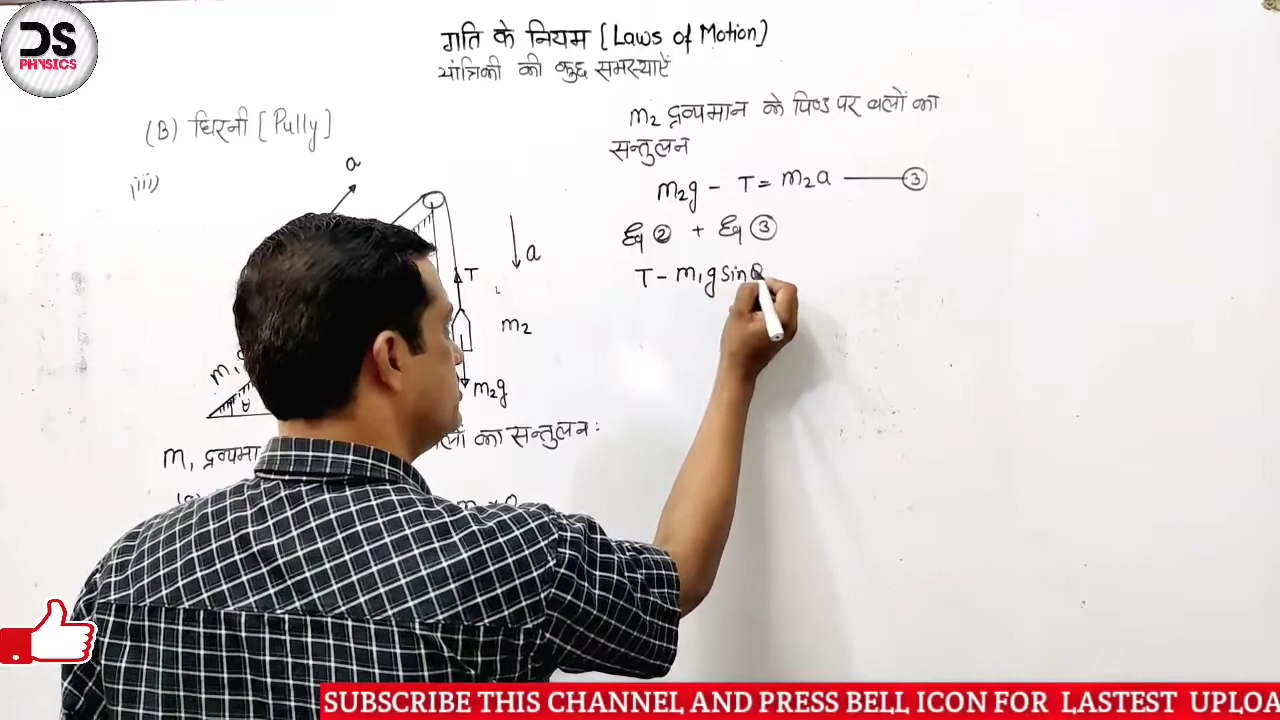 DS
PHYSICS
गति के नियम [Laws of Motion]
यांत्रिकी की कुछ समस्याऐं
(B) घिरनी [Pully]
(iii)
a
T
a
m₂
m₂g
θ
m₁ द्रव्यमा
का सन्तुलन:
m₂ द्रव्यमान के पिण्ड पर बलों का
सन्तुलन
m₂g - T = m₂a ③
Eq ② + Eq ③
T - m₁g sin
SUBSCRIBE THIS CHANNEL AND PRESS BELL ICON FOR LASTEST UPLOA